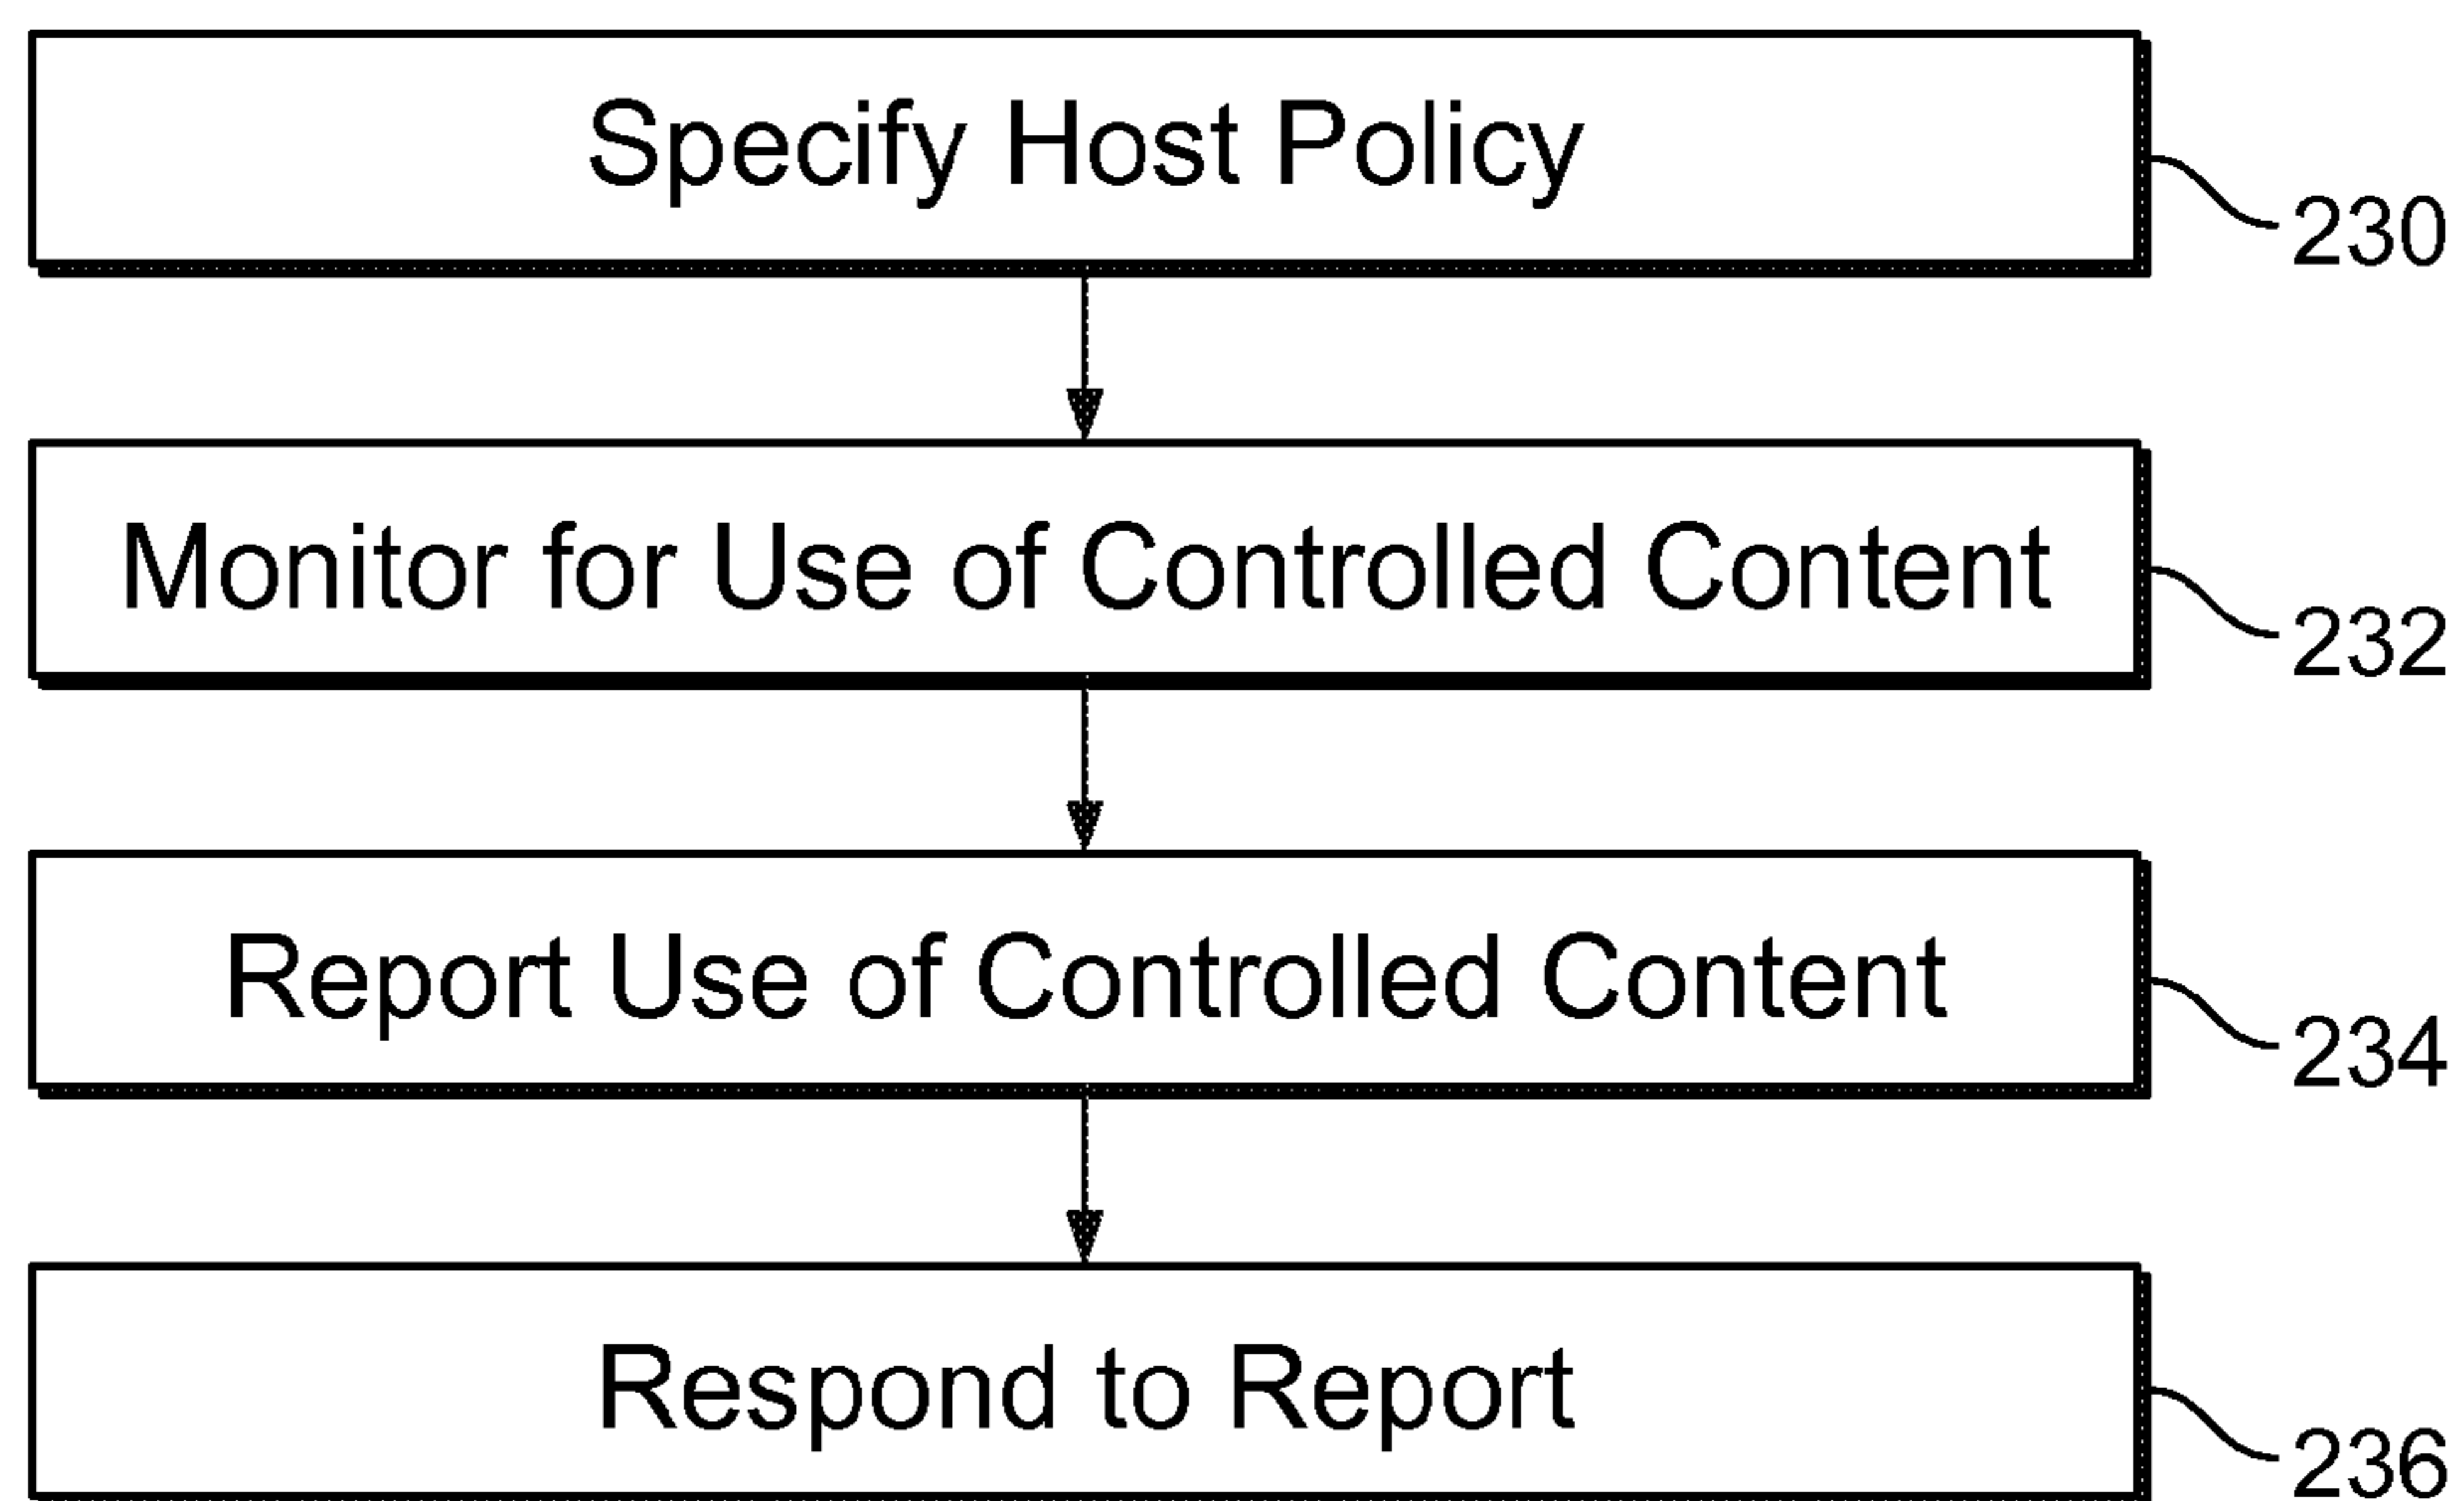 Specify Host Policy
230
Monitor for Use of Controlled Content
232
Report Use of Controlled Content
234
Respond to Report
236